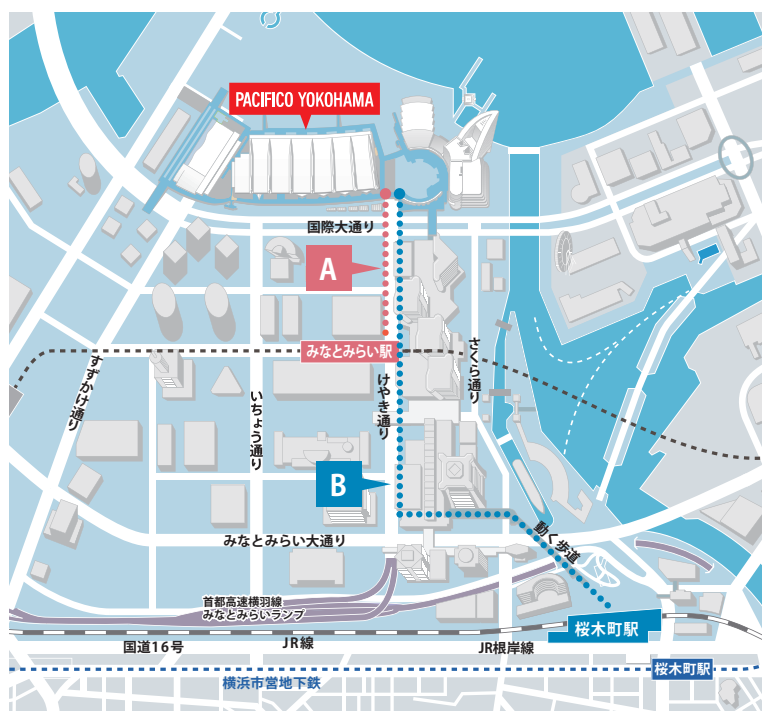 PACIFICO YOKOHAMA
国際大通り
A
みなとみらい駅
すずかけ通り
いちょう通り
けやき通り
さくら通り
B
みなとみらい大通り
動く歩道
首都高速横羽線
みなとみらいランプ
桜木町駅
国道16号
JR線
JR根岸線
桜木町駅
横浜市営地下鉄